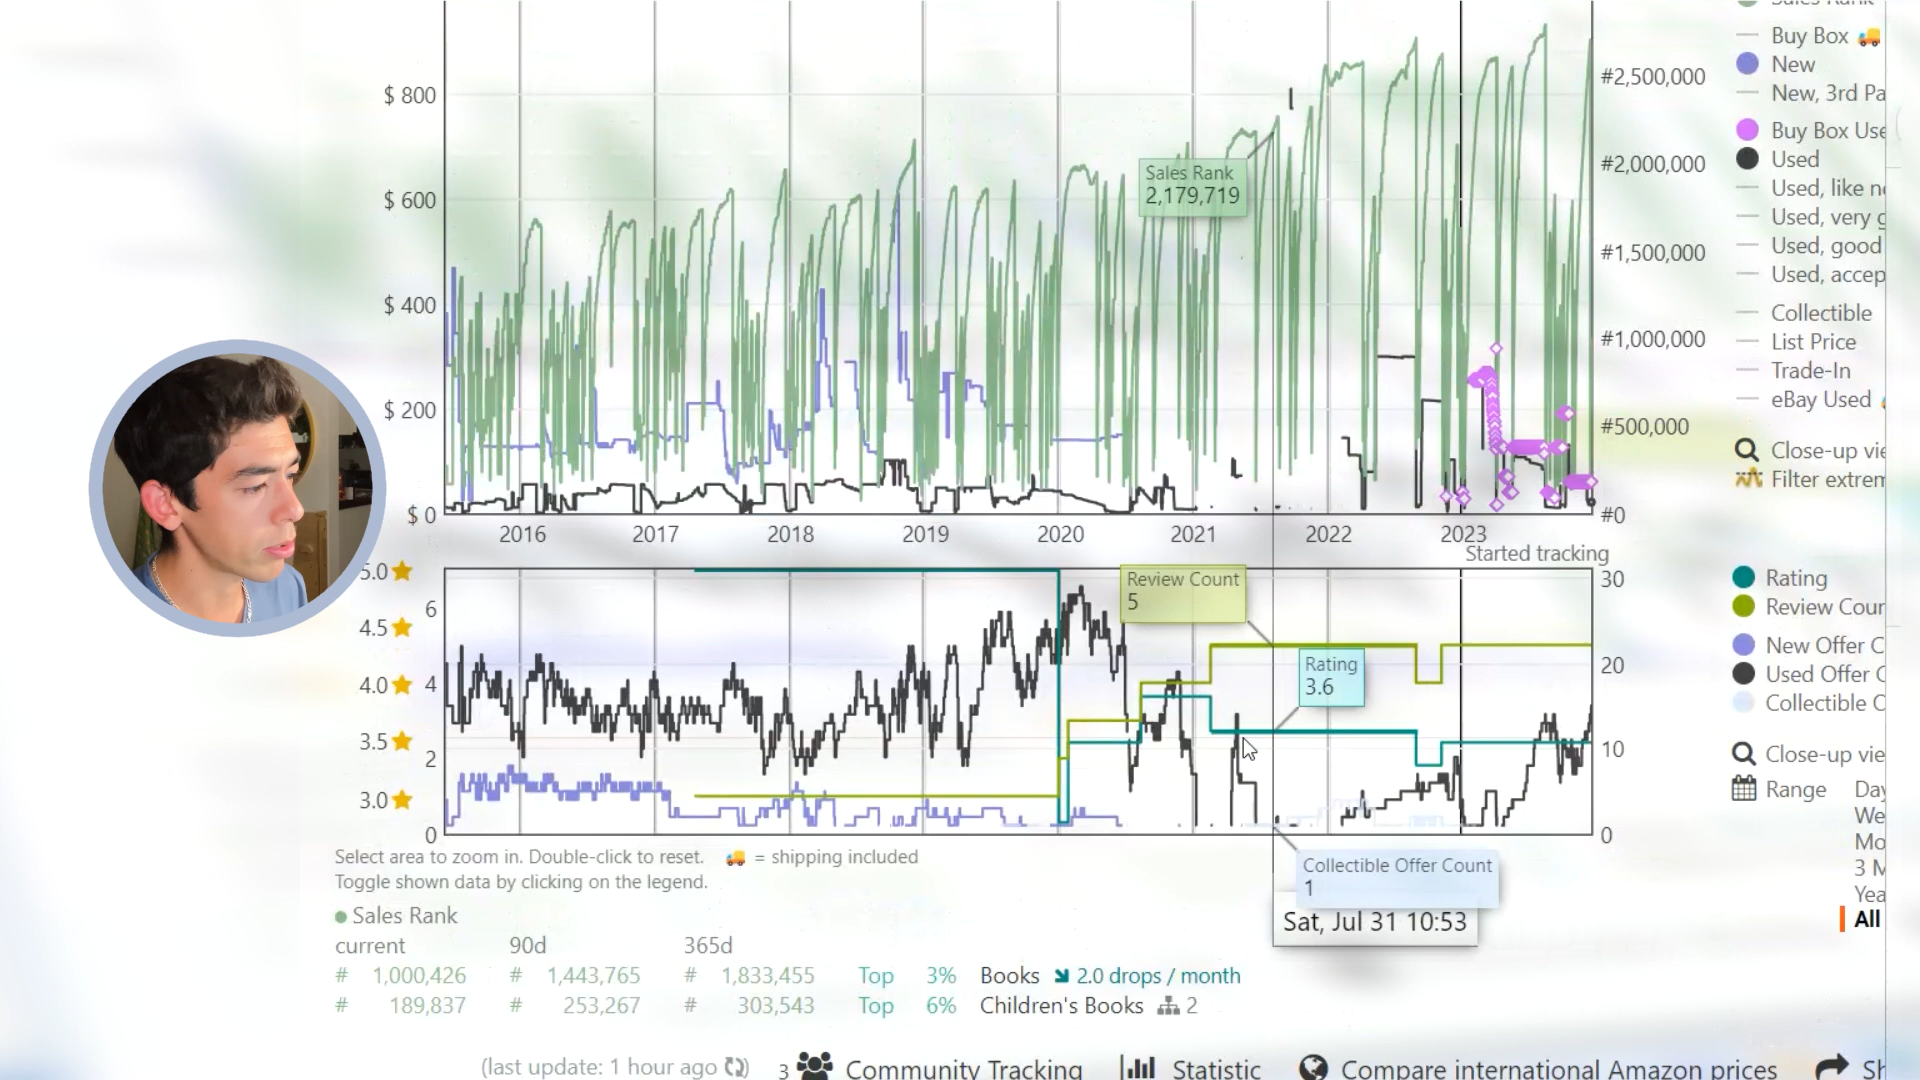 Buy Box
$ 800
#2,500,000
New
New, 3rd Pa
Buy Box Use
Used
#2,000,000
Sales Rank
2,179,719
$ 600
Used, like n
Used, very g
#1,500,000
Used, good
Used, accep
$ 400
Collectible
#1,000,000
List Price
Trade-In
$ 200
eBay Used
#500,000
Close-up vie
Filter extrem
$ 0
#0
2016 2017 2018 2019 2020 2021 2022 2023
Started tracking
5.0
Review Count
5
30
Rating
6
Review Cour
4.5
New Offer C
Rating
3.6
20
4.0 4
Used Offer C
Collectible C
3.5
2
10
Close-up vie
Range
Day
We
3.0
0
0
Mo
3 M
Yea
All
Select area to zoom in. Double-click to reset. = shipping included
Toggle shown data by clicking on the legend.
Collectible Offer Count
1
Sat, Jul 31 10:53
Sales Rank
current 90d 365d
# 1,000,426 # 1,443,765 # 1,833,455 Top 3% Books 2.0 drops / month
# 189,837 # 253,267 # 303,543 Top 6% Children's Books 2
(last update: 1 hour ago ) 3 Community Tracking Statistic Compare international Amazon prices Sh